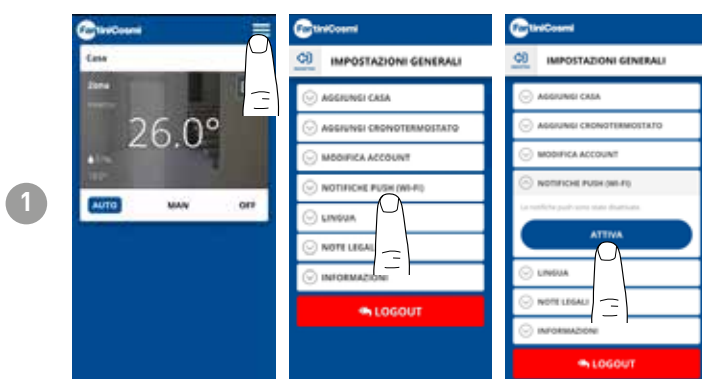 1
FantiniCosmi
Casa
Zona
26.0°
AUTO MAN OFF
FantiniCosmi
IMPOSTAZIONI GENERALI
AGGIUNGI CASA
AGGIUNGI CRONOTERMOSTATO
MODIFICA ACCOUNT
NOTIFICHE PUSH (WI-FI)
LINGUA
NOTE LEGALI
INFORMAZIONI
LOGOUT
FantiniCosmi
IMPOSTAZIONI GENERALI
AGGIUNGI CASA
AGGIUNGI CRONOTERMOSTATO
MODIFICA ACCOUNT
NOTIFICHE PUSH (WI-FI)
Le notifiche push sono state disattivate.
ATTIVA
LINGUA
NOTE LEGALI
INFORMAZIONI
LOGOUT